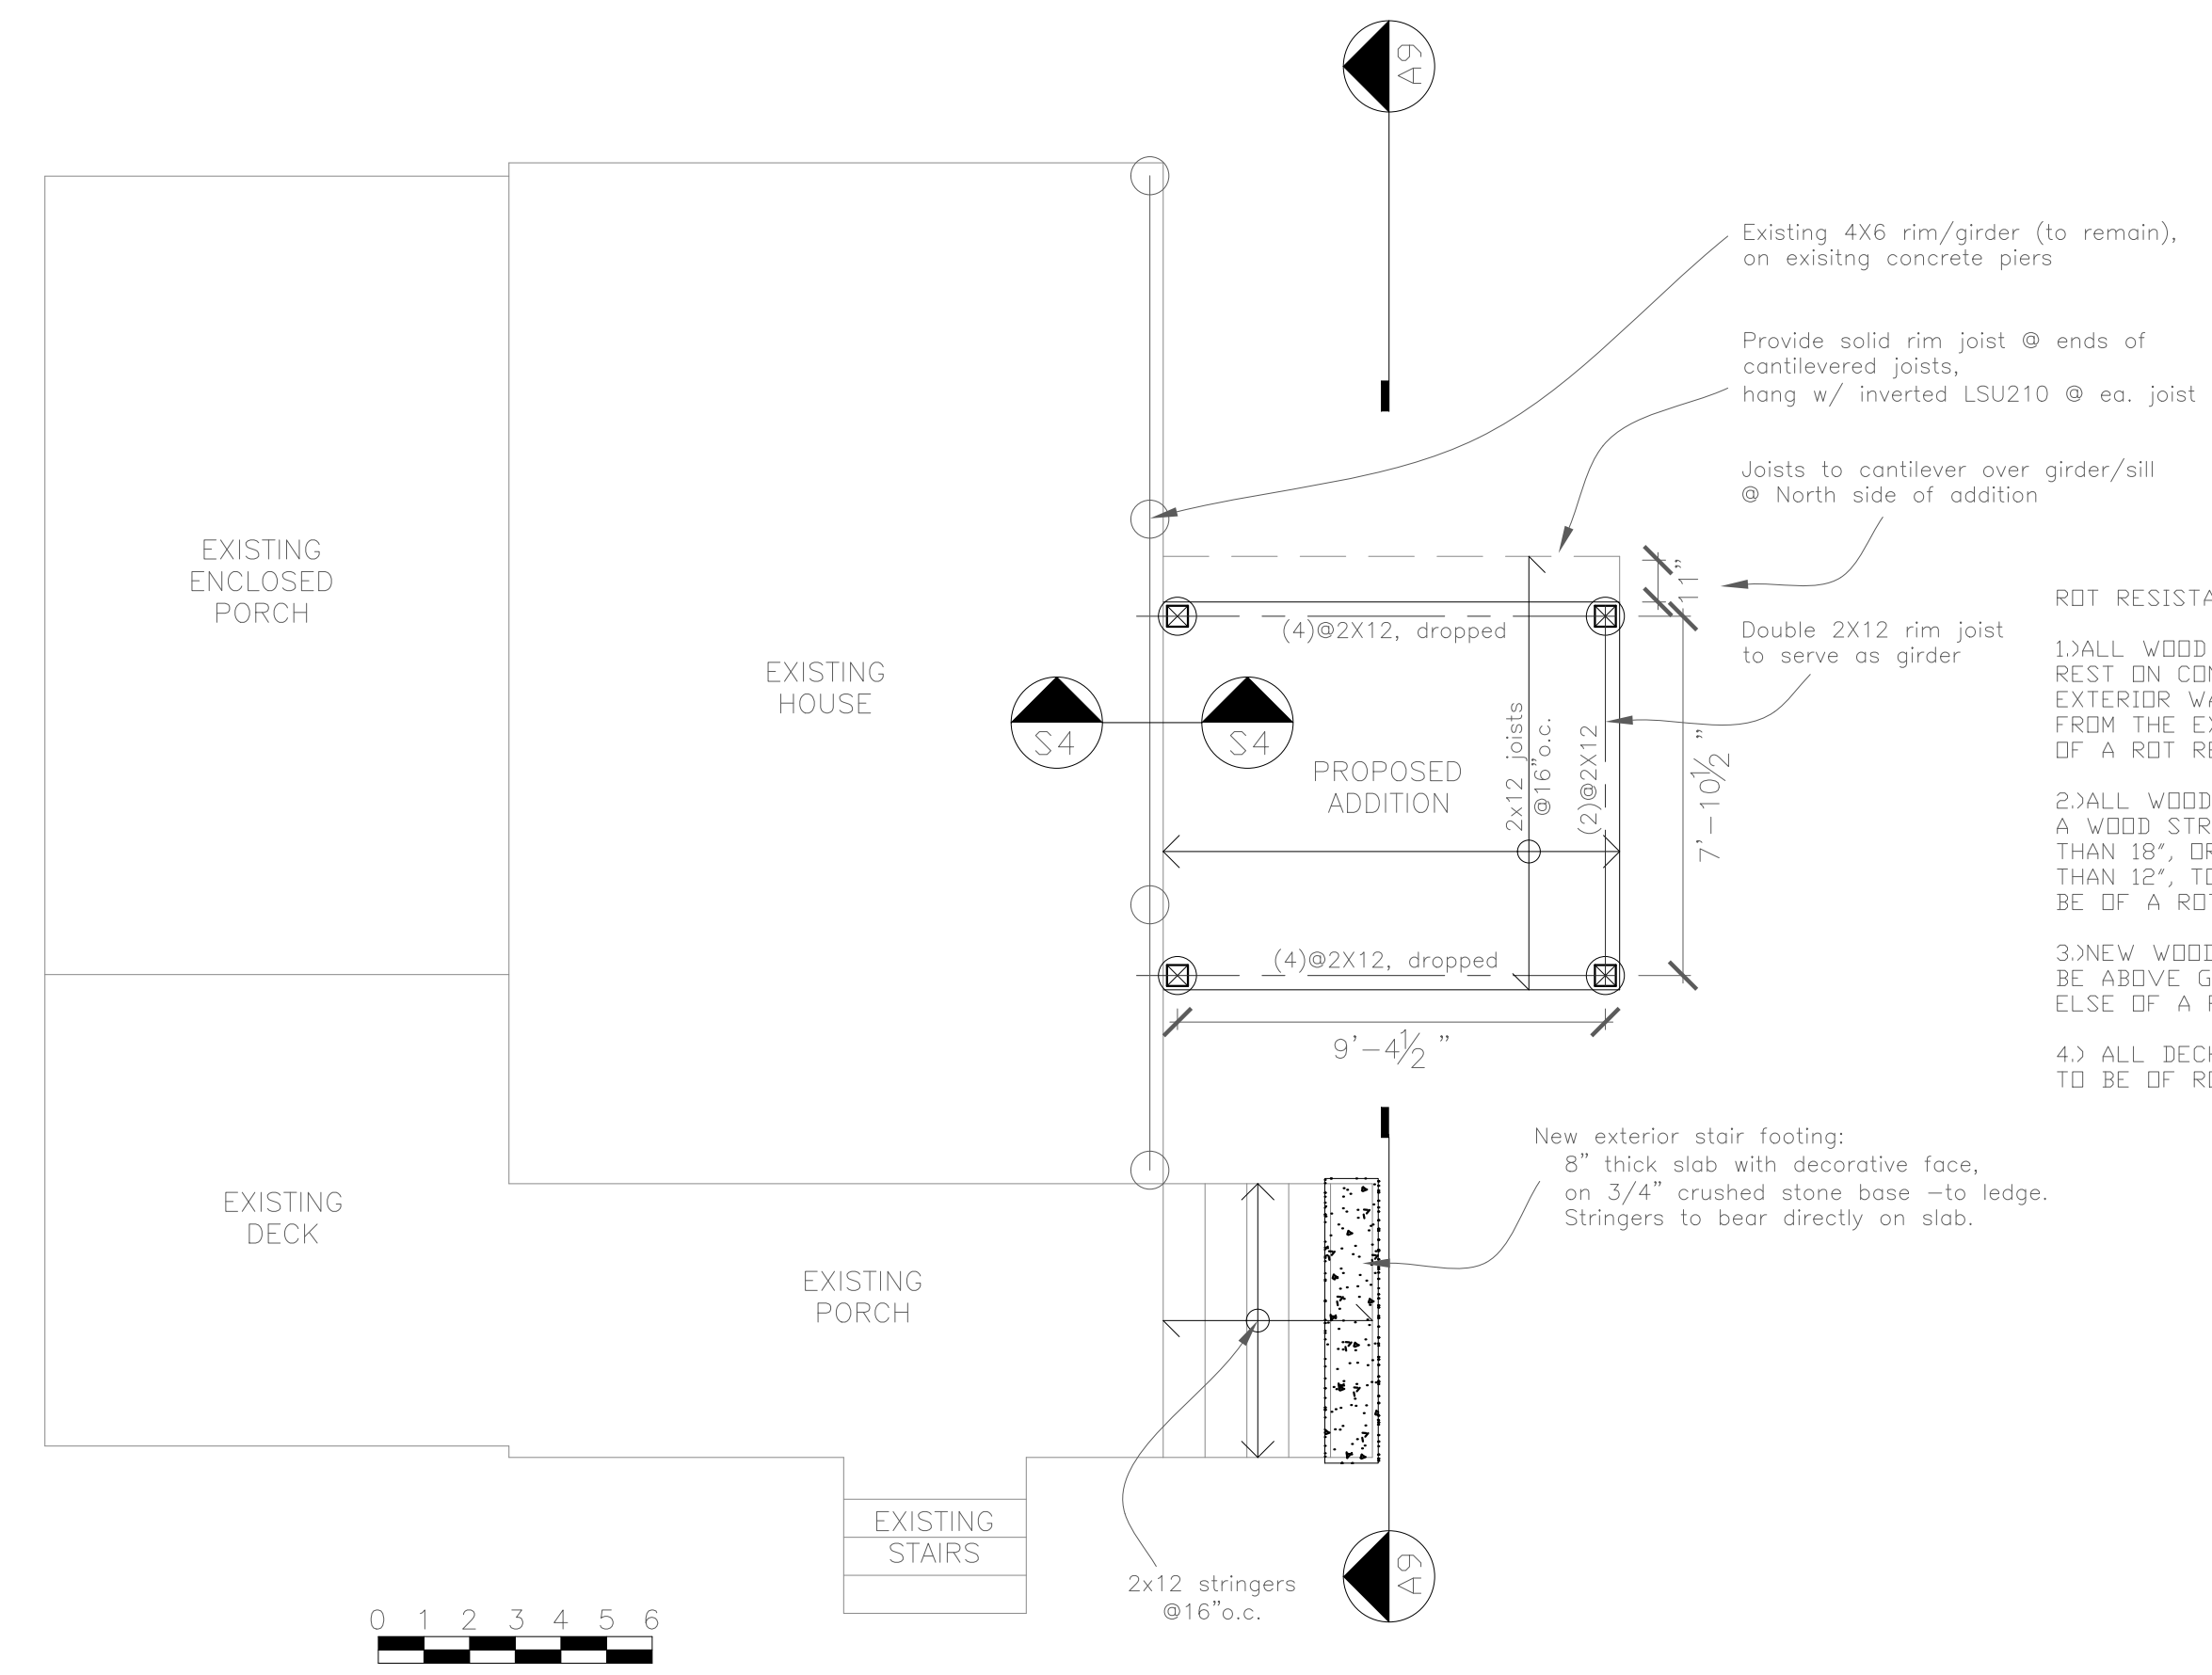 A9
Existing 4X6 rim/girder (to remain),
on exisitng concrete piers
Provide solid rim joist @ ends of
cantilevered joists,
hang w/ inverted LSU210 @ ea. joist
Joists to cantilever over girder/sill
@ North side of addition
11"
Double 2X12 rim joist
to serve as girder
EXISTING
ENCLOSED
PORCH
EXISTING
HOUSE
(4)@2X12, dropped
S4
S4
PROPOSED
ADDITION
2x12 joists
@16"o.c.
(2)@2X12
7'-10½"
(4)@2X12, dropped
9'-4½"
ROT RESISTA
1.)ALL WOOD
REST ON CON
EXTERIOR WA
FROM THE EX
OF A ROT RE
2.)ALL WOOD
A WOOD STR
THAN 18", OR
THAN 12", TO
BE OF A ROT
3.)NEW WOOD
BE ABOVE G
ELSE OF A R
4.) ALL DECK
TO BE OF RO
New exterior stair footing:
8" thick slab with decorative face,
on 3/4" crushed stone base -to ledge.
Stringers to bear directly on slab.
EXISTING
DECK
EXISTING
PORCH
EXISTING
STAIRS
2x12 stringers
@16"o.c.
A9
0 1 2 3 4 5 6